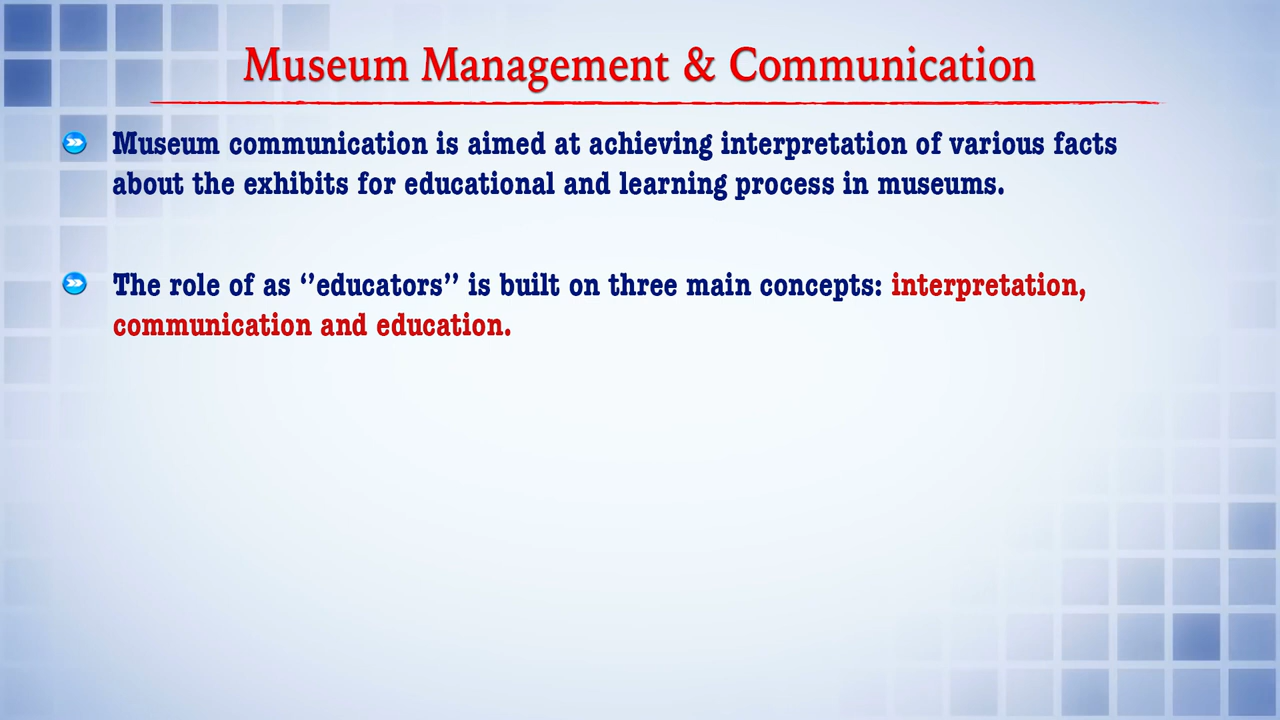 Museum Management & Communication
Museum communication is aimed at achieving interpretation of various facts
about the exhibits for educational and learning process in museums.
The role of as ‘’educators’’ is built on three main concepts: interpretation,
communication and education.